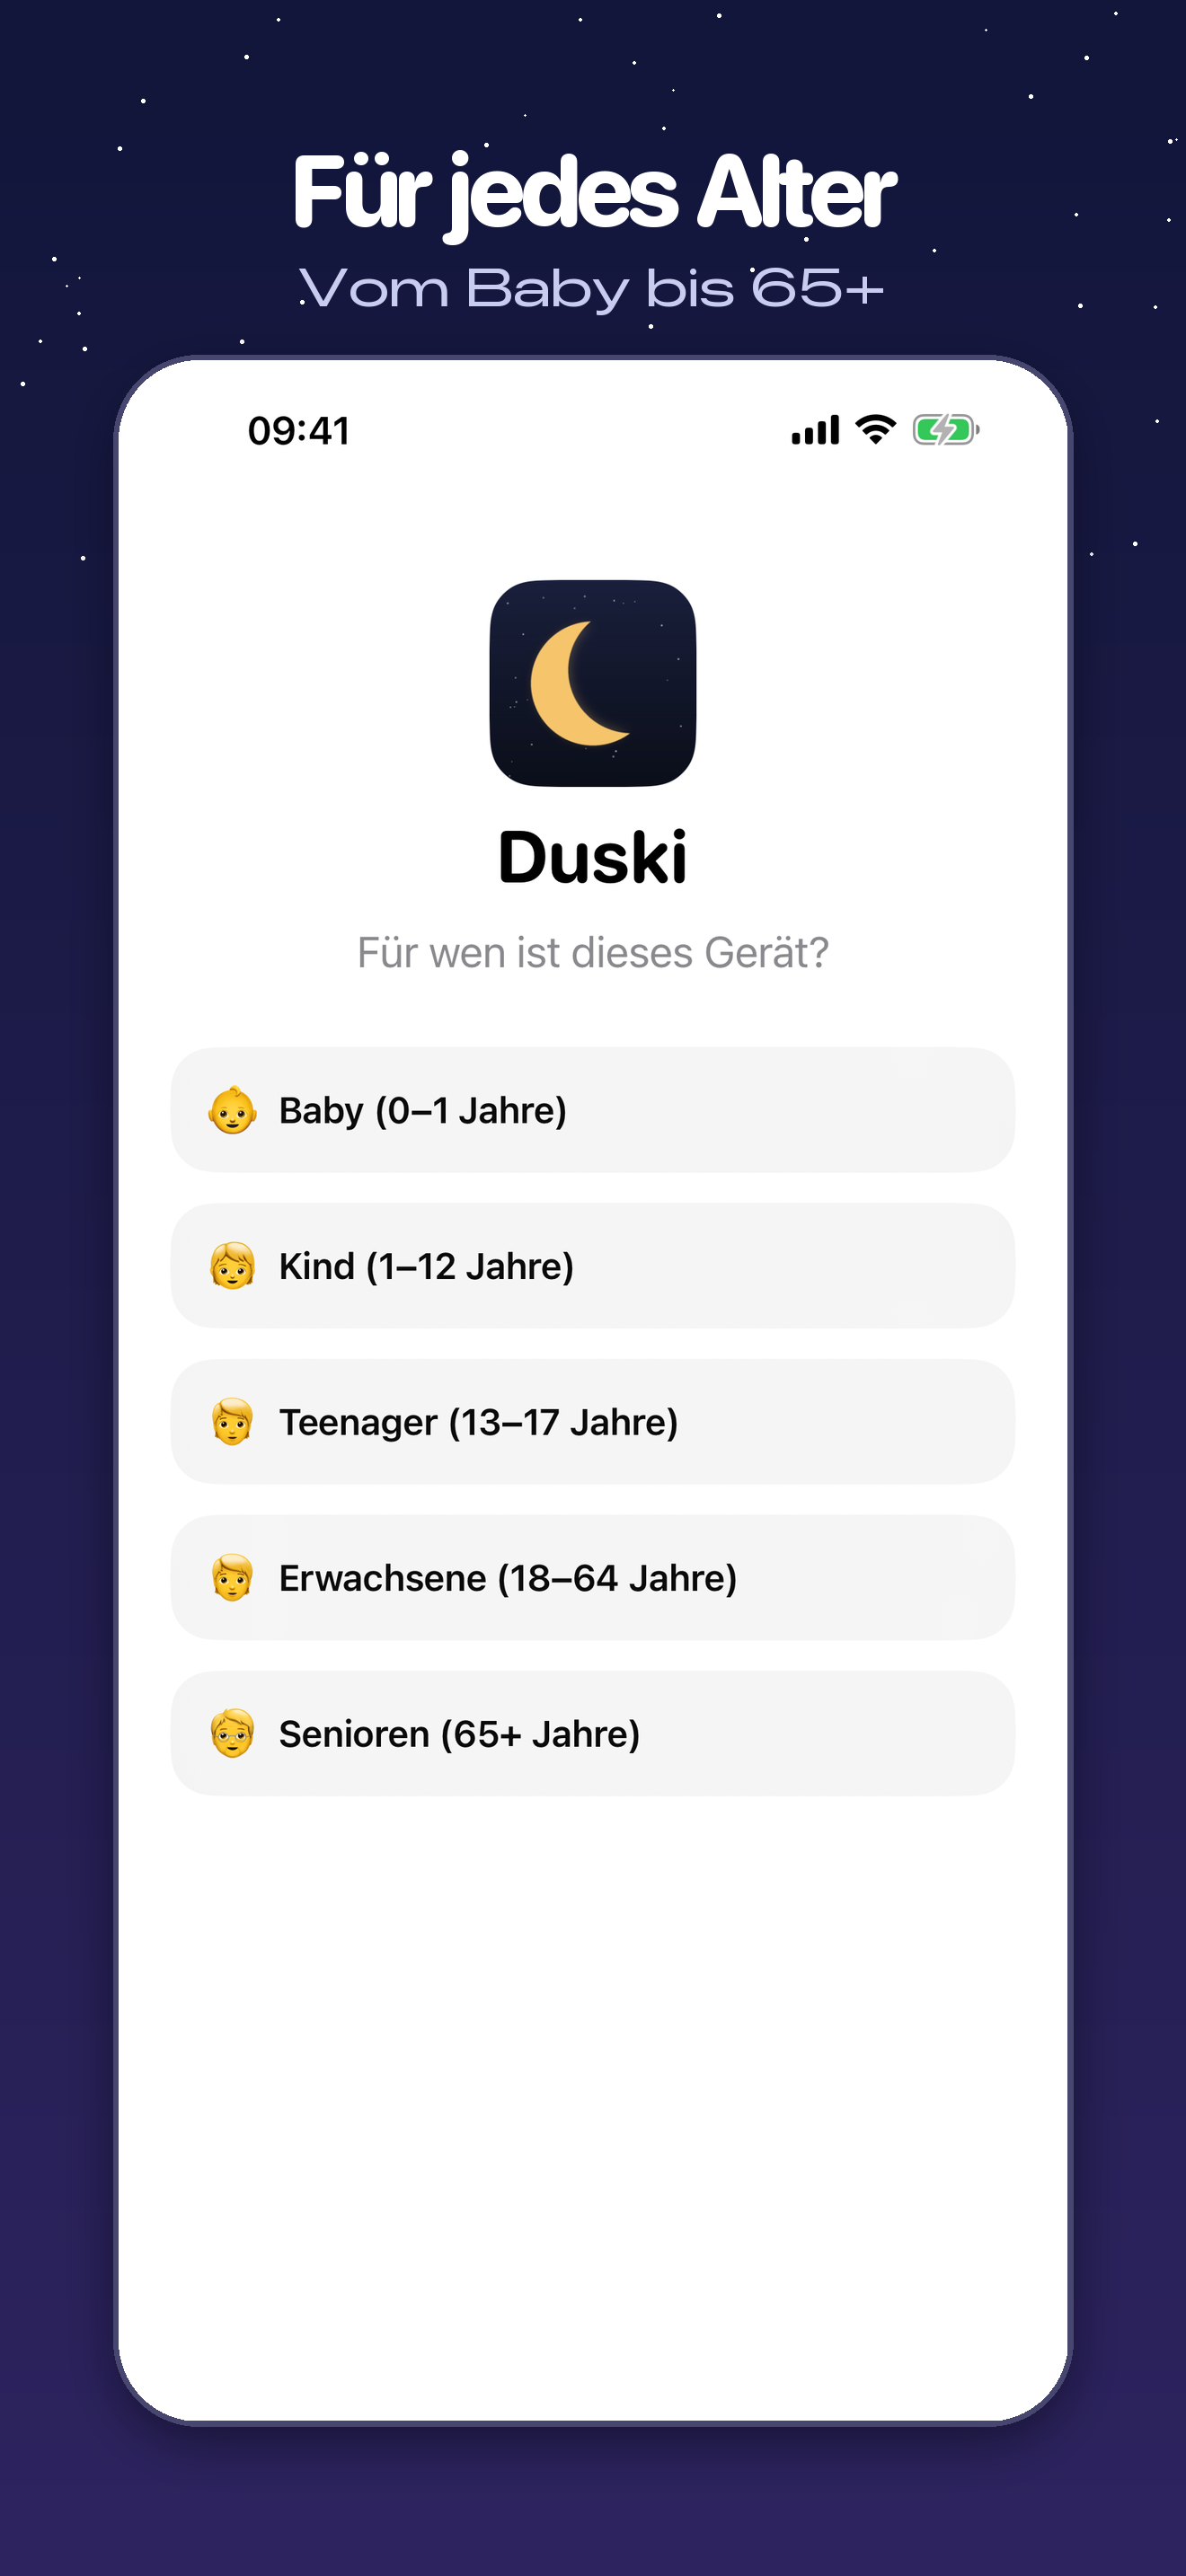 Für jedes Alter
Vom Baby bis 65+
09:41
Duski
Für wen ist dieses Gerät?
Baby (0–1 Jahre)
Kind (1–12 Jahre)
Teenager (13–17 Jahre)
Erwachsene (18–64 Jahre)
Senioren (65+ Jahre)